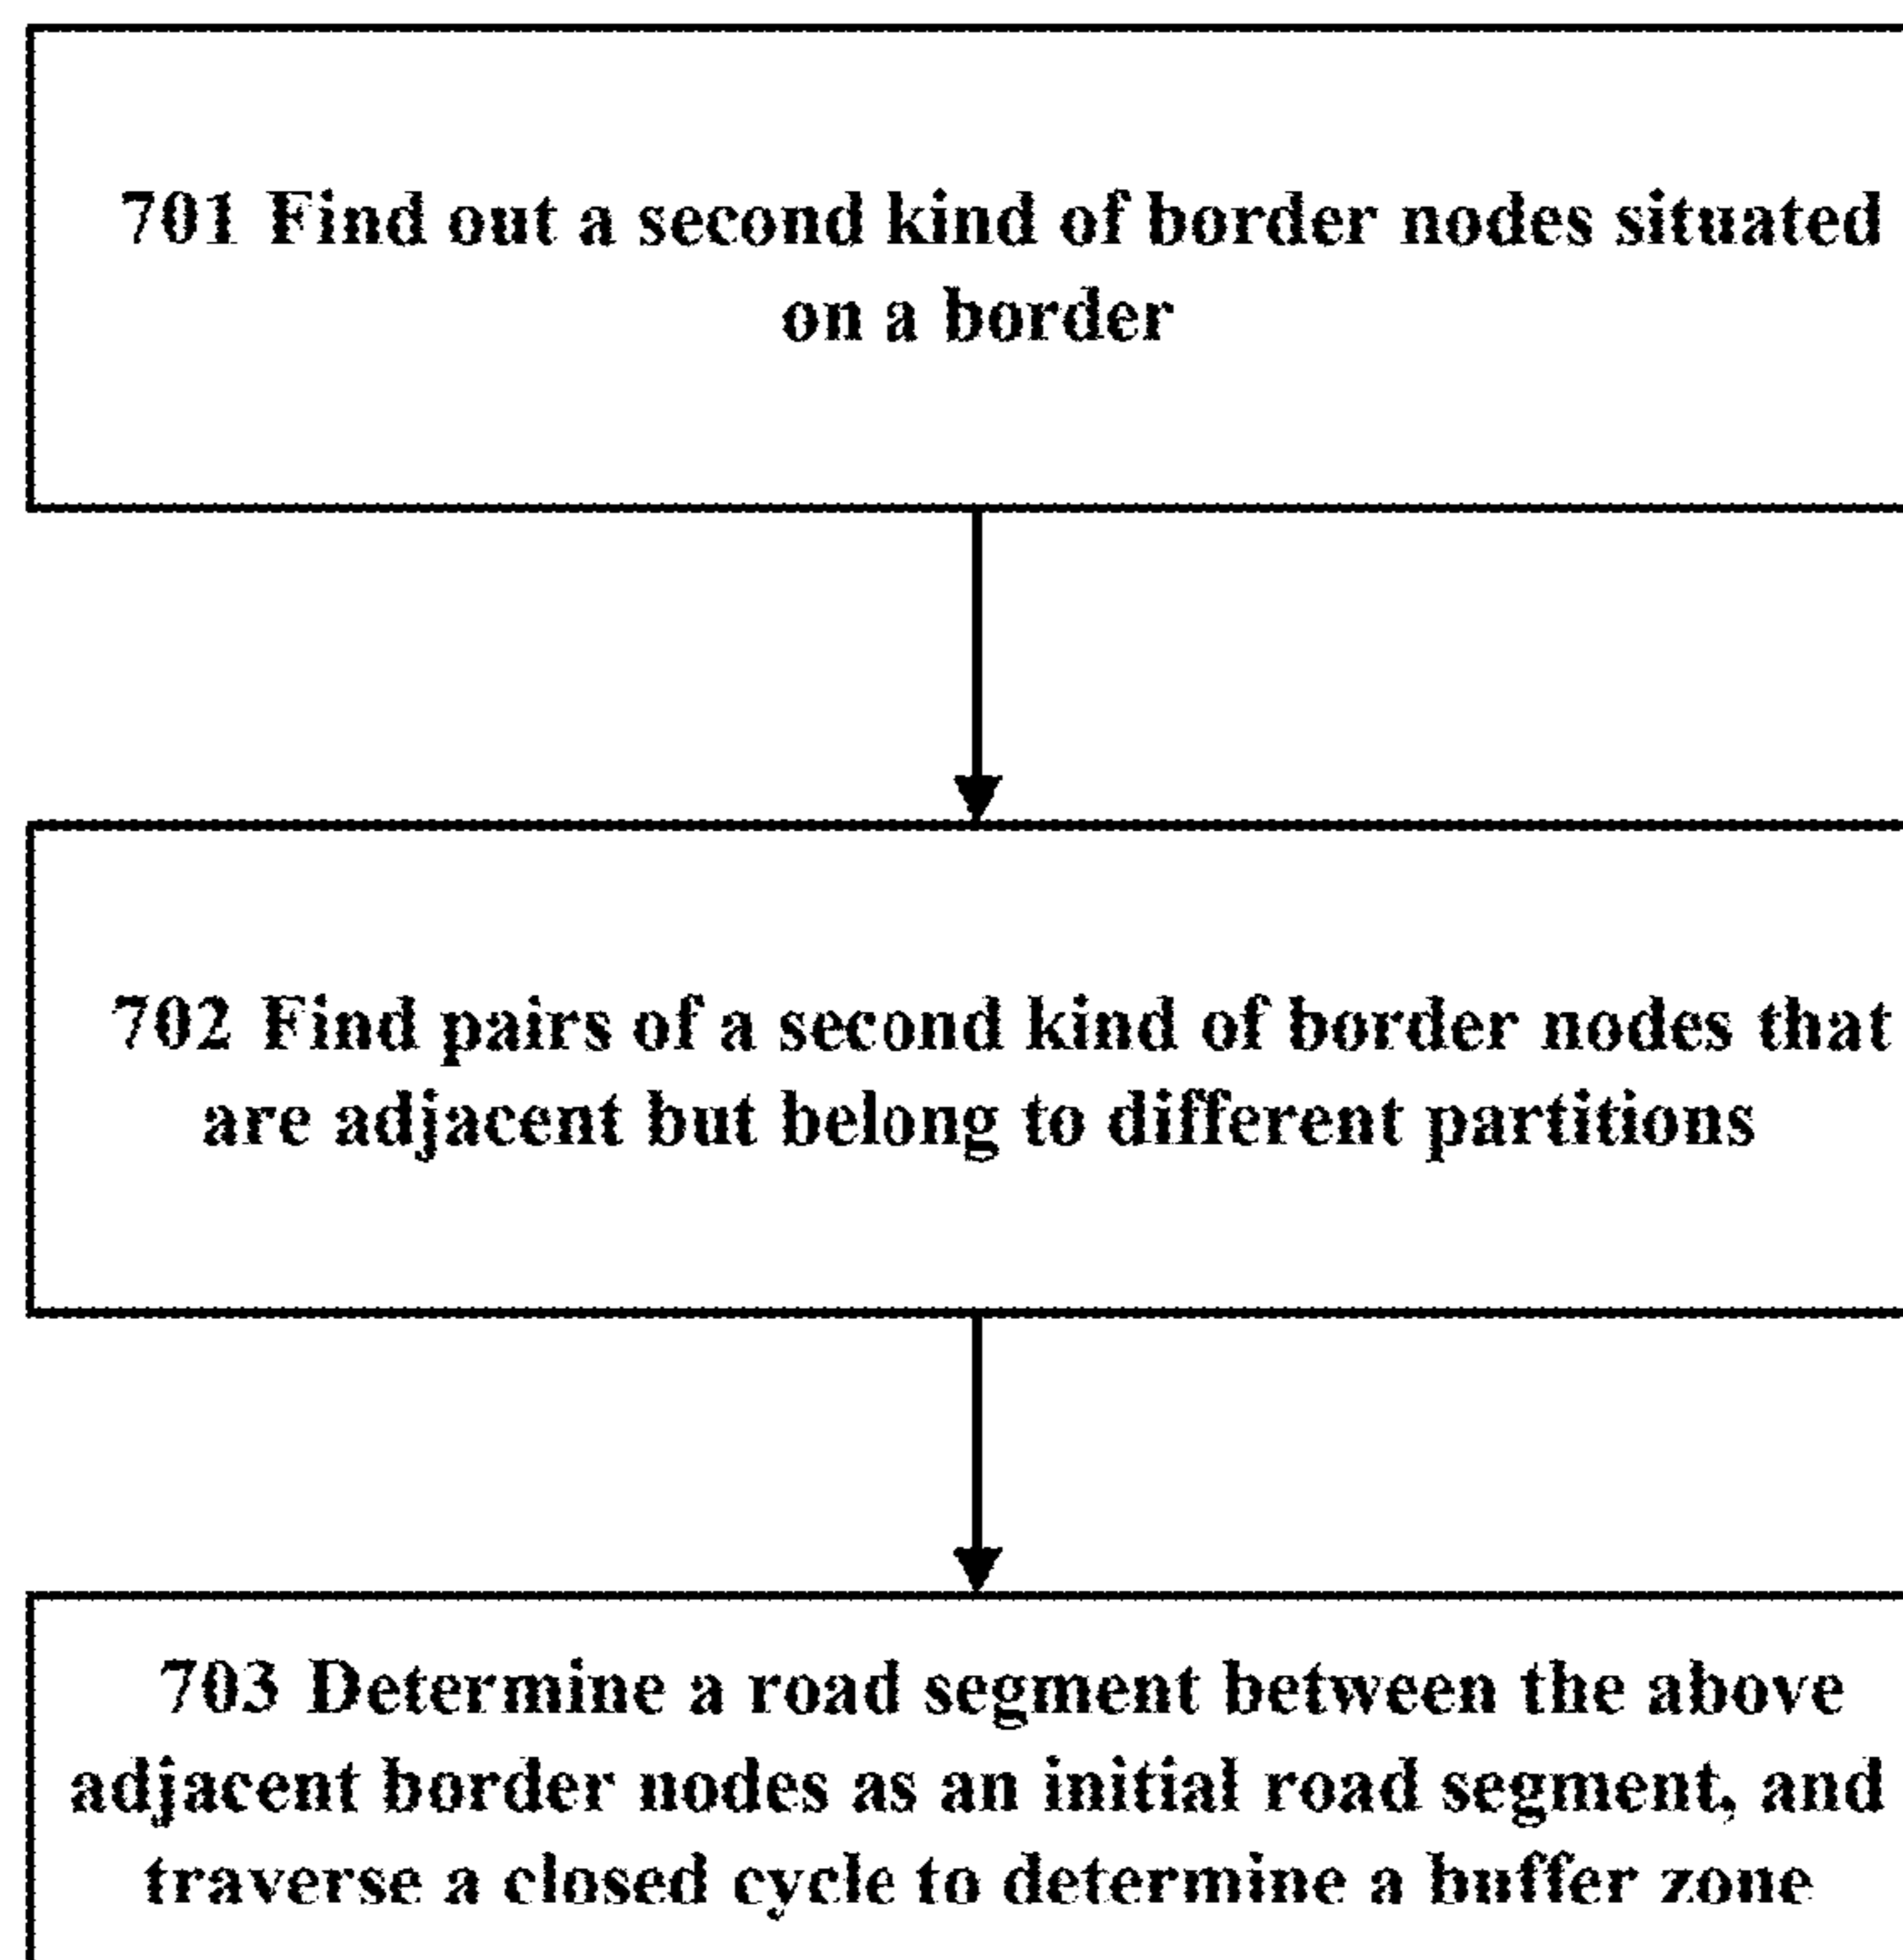 701 Find out a second kind of border nodes situated
on a border
702 Find pairs of a second kind of border nodes that
are adjacent but belong to different partitions
703 Determine a road segment between the above
adjacent border nodes as an initial road segment, and
traverse a closed cycle to determine a buffer zone